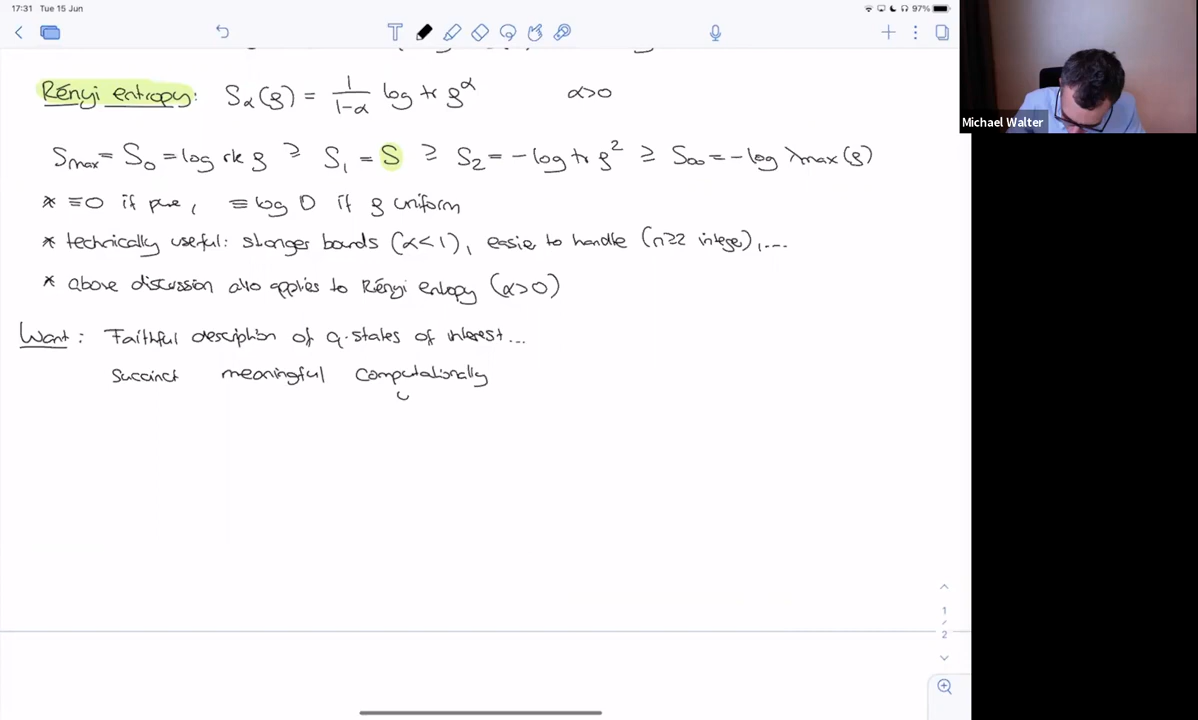 17:31 Tue 15 Jun
97%
Rényi entropy: Sα(ρ) = 1/(1-α) log tr ρ^α α>0
Smax = S₀ = log rk ρ ≥ S₁ = S ≥ S₂ = -log tr ρ² ≥ S∞ = -log λmax(ρ)
* ≡0 if pure, ≡ log D if ρ uniform
* technically useful: stronger bounds (α<1), easier to handle (n≥2 integer),...
* above discussion also applies to Rényi entropy (α>0)
Want: Faithful description of q. states of interest...
Succinct meaningful computationally
Michael Walter
1
/
2